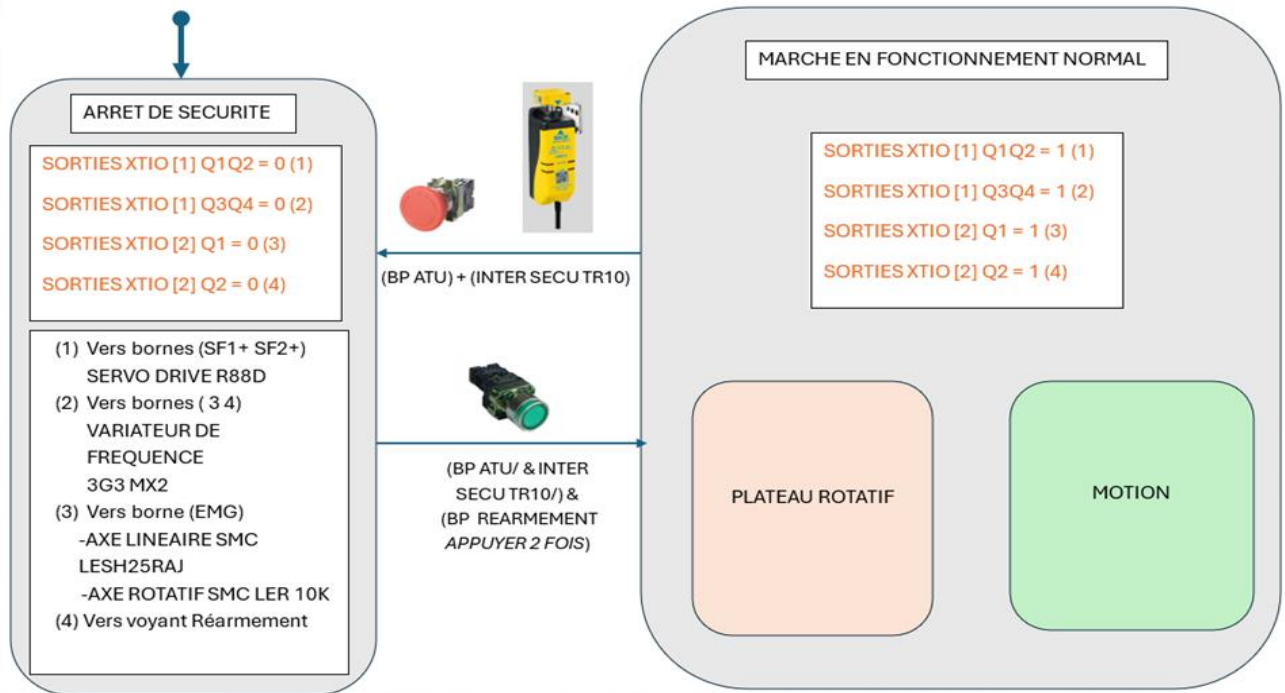 ARRET DE SECURITE
SORTIES XTIO [1] Q1Q2 = 0 (1)
SORTIES XTIO [1] Q3Q4 = 0 (2)
SORTIES XTIO [2] Q1 = 0 (3)
SORTIES XTIO [2] Q2 = 0 (4)
(1) Vers bornes (SF1+ SF2+)
SERVO DRIVE R88D
(2) Vers bornes ( 3 4)
VARIATEUR DE
FREQUENCE
3G3 MX2
(3) Vers borne (EMG)
-AXE LINEAIRE SMC
LESH25RAJ
-AXE ROTATIF SMC LER 10K
(4) Vers voyant Réarmement
(BP ATU) + (INTER SECU TR10)
(BP ATU/ & INTER
SECU TR10/) &
(BP REARMEMENT
APPUYER 2 FOIS)
MARCHE EN FONCTIONNEMENT NORMAL
SORTIES XTIO [1] Q1Q2 = 1 (1)
SORTIES XTIO [1] Q3Q4 = 1 (2)
SORTIES XTIO [2] Q1 = 1 (3)
SORTIES XTIO [2] Q2 = 1 (4)
PLATEAU ROTATIF
MOTION